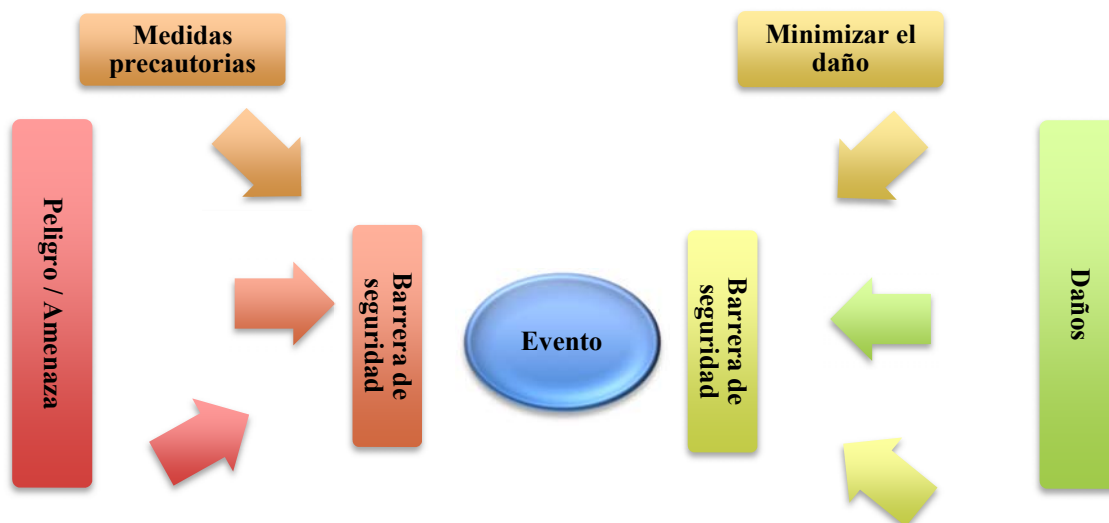 Medidas
precautorias
Minimizar el
daño
Peligro / Amenaza
Barrera de
seguridad
Evento
Barrera de
seguridad
Daños